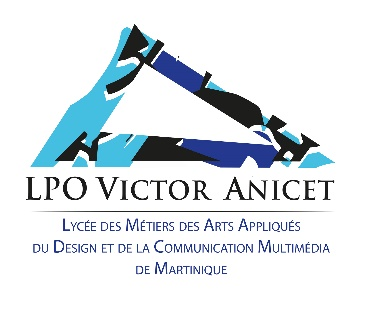 LPO VICTOR ANICET
LYCÉE DES MÉTIERS DES ARTS APPLIQUÉS
DU DESIGN ET DE LA COMMUNICATION MULTIMÉDIA
DE MARTINIQUE